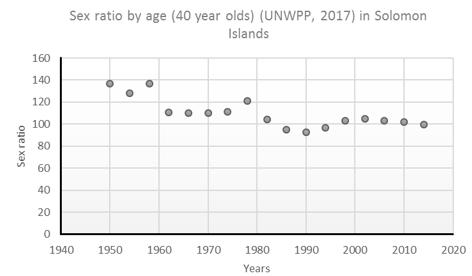 Sex ratio by age (40 year olds) (UNWPP, 2017) in Solomon
Islands
160
140
120
100
80
60
40
20
0
Sex ratio
1940 1950 1960 1970 1980 1990 2000 2010 2020
Years